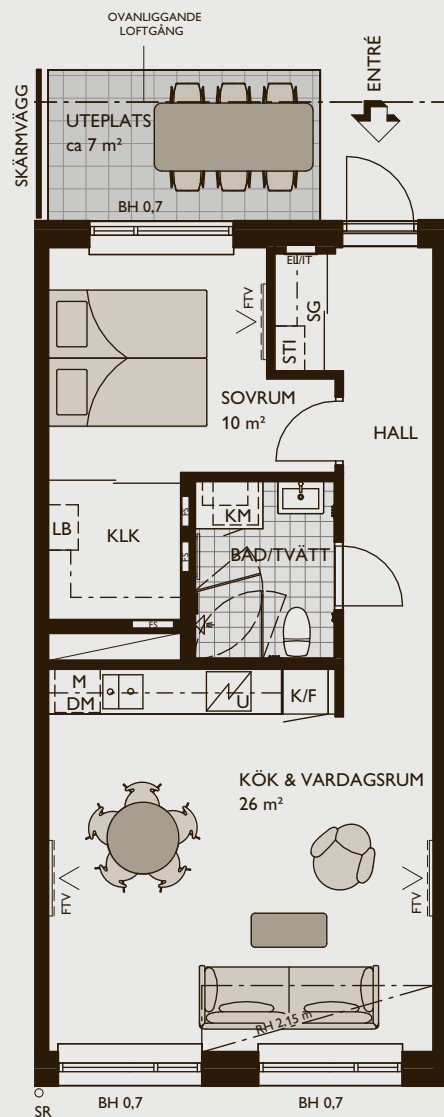 OVANLIGGANDE
LOFTGÅNG
SKÄRMVÄGG
ENTRÉ
UTEPLATS
ca 7 m²
BH 0,7
EL/IT
FTV
SG
STI
SOVRUM
10 m²
HALL
LB
KLK
FS
KM
FS
BAD/TVÄTT
FS
M
DM
U
K/F
KÖK & VARDAGSRUM
26 m²
FTV
FTV
RH 2,15 m
SR
BH 0,7
BH 0,7